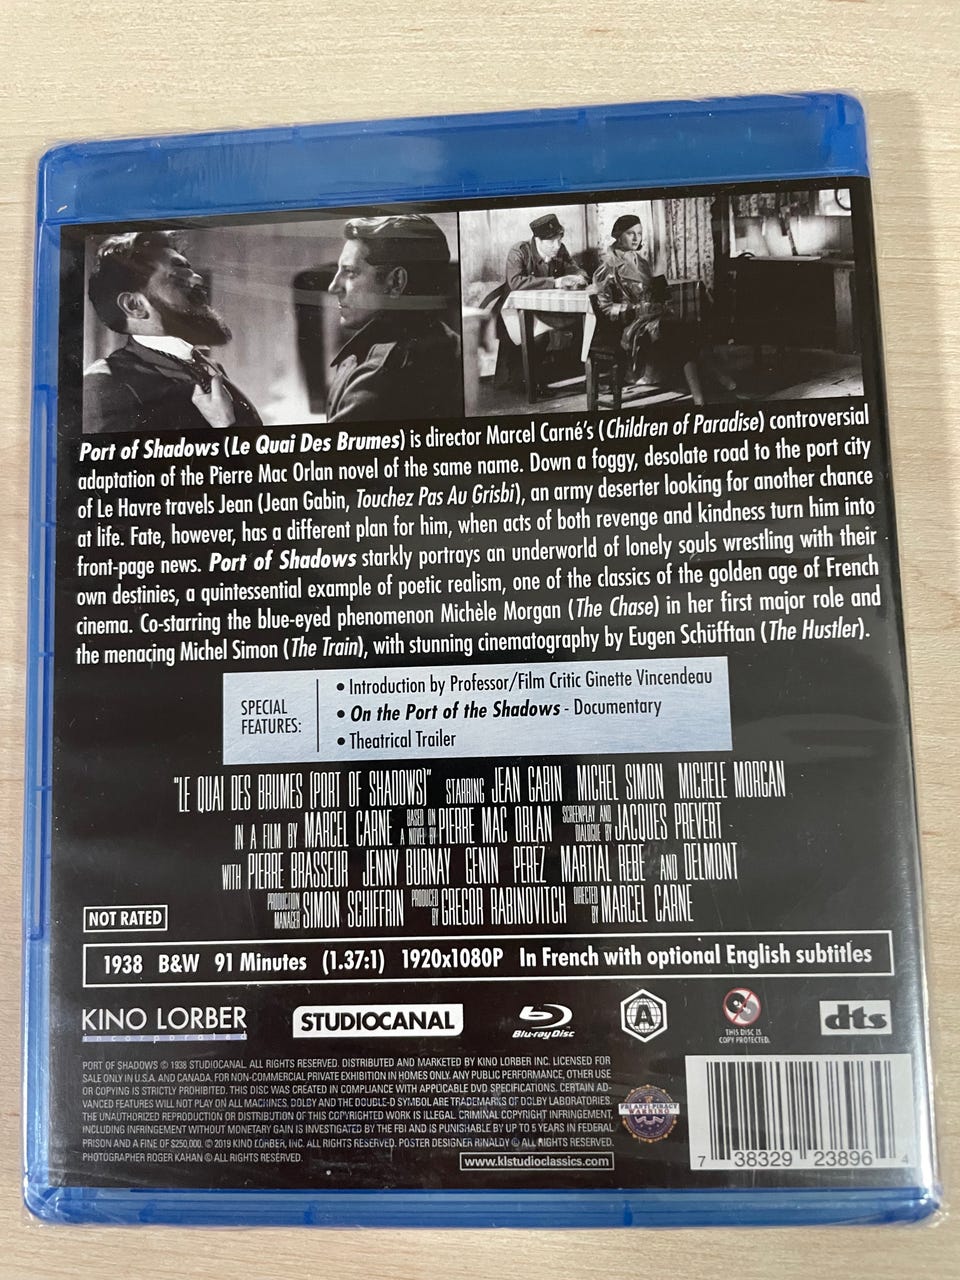 Port of Shadows (Le Quai Des Brumes) is director Marcel Carné's (Children of Paradise) controversial
adaptation of the Pierre Mac Orlan novel of the same name. Down a foggy, desolate road to the port city
of Le Havre travels Jean (Jean Gabin, Touchez Pas Au Grisbi), an army deserter looking for another chance
at life. Fate, however, has a different plan for him, when acts of both revenge and kindness turn him into
front-page news. Port of Shadows starkly portrays an underworld of lonely souls wrestling with their
own destinies, a quintessential example of poetic realism, one of the classics of the golden age of French
cinema. Co-starring the blue-eyed phenomenon Michèle Morgan (The Chase) in her first major role and
the menacing Michel Simon (The Train), with stunning cinematography by Eugen Schüfftan (The Hustler).
SPECIAL
FEATURES:
• Introduction by Professor/Film Critic Ginette Vincendeau
• On the Port of the Shadows - Documentary
• Theatrical Trailer
"LE QUAI DES BRUMES (PORT OF SHADOWS)" STARRING JEAN GABIN MICHEL SIMON MICHELE MORGAN
IN A FILM BY MARCEL CARNE BASED ON A NOVEL BY PIERRE MAC ORLAN SCREENPLAY AND DIALOGUE BY JACQUES PREVERT
WITH PIERRE BRASSEUR JENNY BURNAY GENIN PEREZ MARTIAL REBE AND DELMONT
PRODUCTION MANAGER SIMON SCHIFFRIN PRODUCED BY GREGOR RABINOVITCH DIRECTED BY MARCEL CARNE
NOT RATED
1938 B&W 91 Minutes (1.37:1) 1920x1080P In French with optional English subtitles
KINO LORBER
incorporated
STUDIOCANAL
Blu-ray Disc
A
THIS DISC IS
COPY PROTECTED.
dts
PORT OF SHADOWS © 1938 STUDIOCANAL. ALL RIGHTS RESERVED. DISTRIBUTED AND MARKETED BY KINO LORBER INC. LICENSED FOR
SALE ONLY IN U.S.A. AND CANADA. FOR NON-COMMERCIAL PRIVATE EXHIBITION IN HOMES ONLY. ANY PUBLIC PERFORMANCE, OTHER USE
OR COPYING IS STRICTLY PROHIBITED. THIS DISC WAS CREATED IN COMPLIANCE WITH APPLICABLE DVD SPECIFICATIONS. CERTAIN AD-
VANCED FEATURES WILL NOT PLAY ON ALL MACHINES. DOLBY AND THE DOUBLE-D SYMBOL ARE TRADEMARKS OF DOLBY LABORATORIES.
THE UNAUTHORIZED REPRODUCTION OR DISTRIBUTION OF THIS COPYRIGHTED WORK IS ILLEGAL. CRIMINAL COPYRIGHT INFRINGEMENT,
INCLUDING INFRINGEMENT WITHOUT MONETARY GAIN IS INVESTIGATED BY THE FBI AND IS PUNISHABLE BY UP TO 5 YEARS IN FEDERAL
PRISON AND A FINE OF $250,000. © 2019 KINO LORBER, INC. ALL RIGHTS RESERVED. POSTER DESIGNER RINALDY © ALL RIGHTS RESERVED.
PHOTOGRAPHER ROGER KAHAN © ALL RIGHTS RESERVED.
www.klstudioclassics.com
FBI ANTI-PIRACY
WARNING
7 38329 23896 4